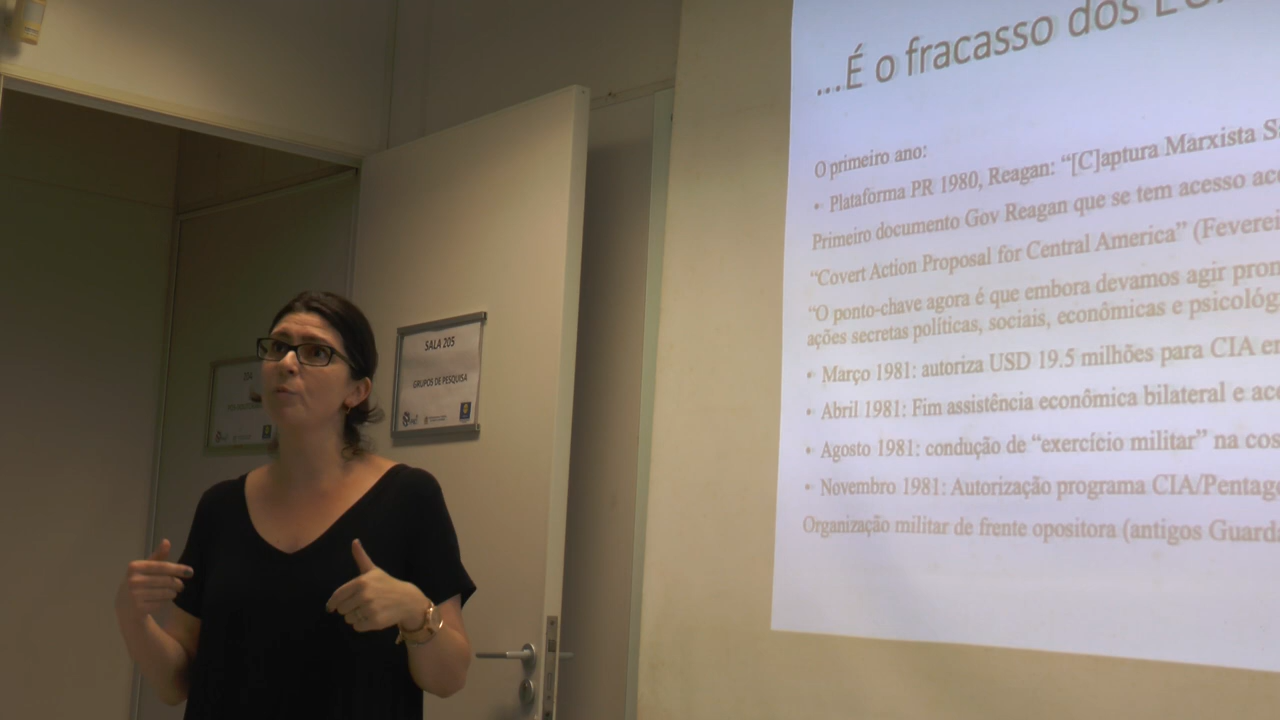 ...É o fracasso dos
O primeiro ano:
• Plataforma PR 1980, Reagan: “[C]aptura Marxista
Primeiro documento Gov Reagan que se tem acesso
“Covert Action Proposal for Central America”
“O ponto-chave agora é que embora devamos agir
ações secretas políticas, sociais, econômicas e
• Março 1981: autoriza USD 19.5 milhões para CIA
• Abril 1981: Fim assistência econômica bilateral e
• Agosto 1981: condução de “exercício militar” na
• Novembro 1981: Autorização programa CIA/
Organização militar de frente opositora (antigos
SALA 205
GRUPOS DE PESQUISA